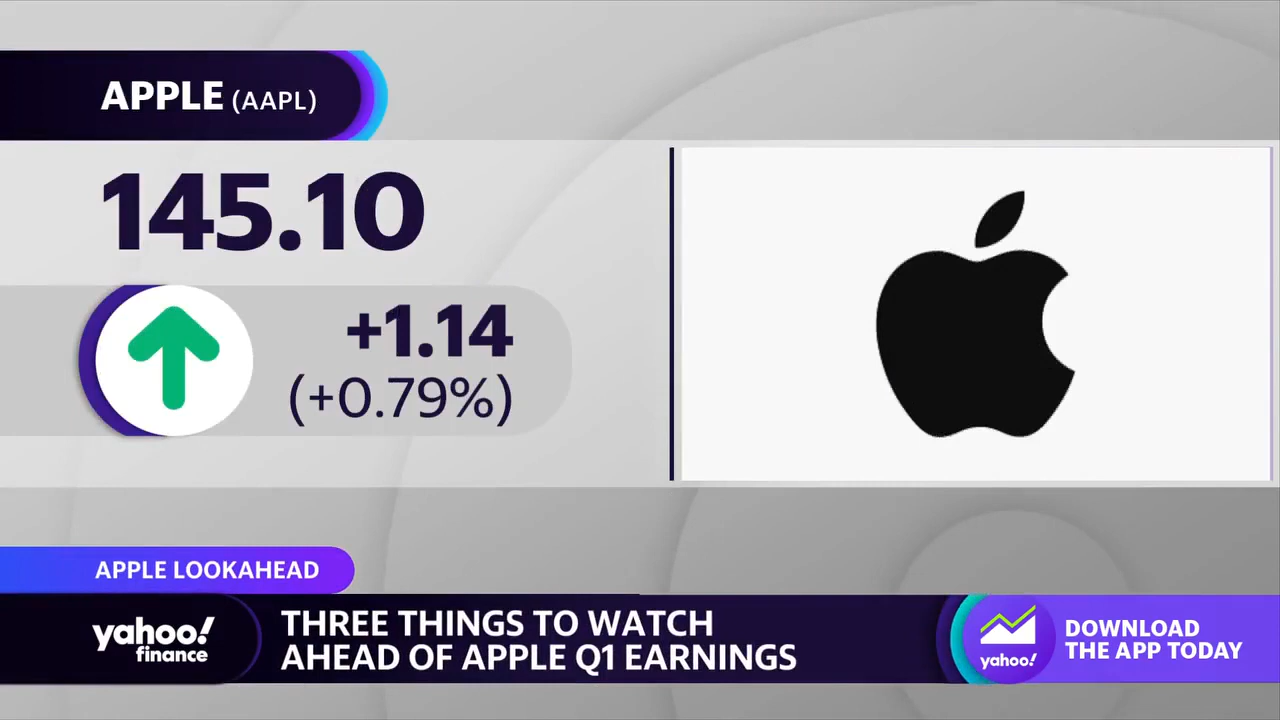 APPLE (AAPL)
145.10
+1.14
(+0.79%)
APPLE LOOKAHEAD
yahoo!
finance
THREE THINGS TO WATCH
AHEAD OF APPLE Q1 EARNINGS
yahoo!
DOWNLOAD
THE APP TODAY